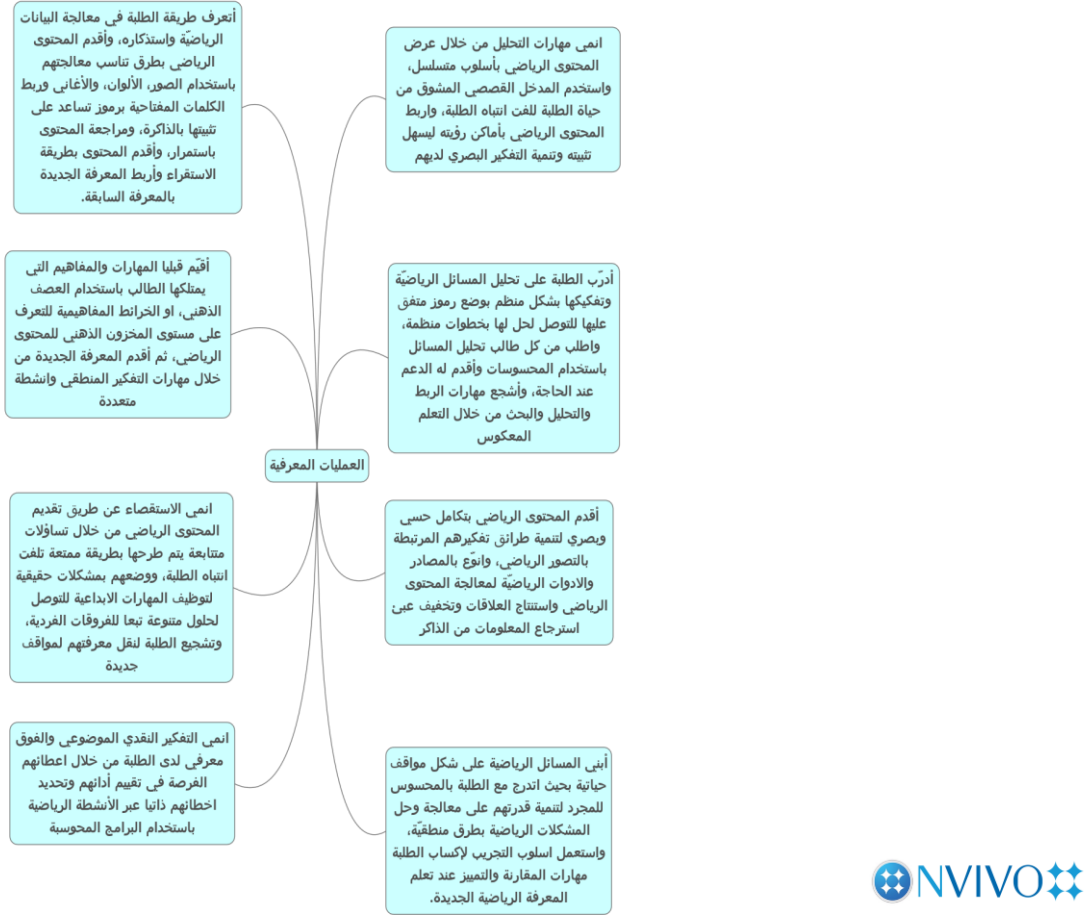 انمي مهارات التحليل من خلال عرض
المحتوى الرياضي بأسلوب متسلسل،
واستخدم المدخل القصصي المشوق من
حياة الطلبة للفت انتباه الطلبة، واربط
المحتوى الرياضي بأماكن رؤيته ليسهل
تثبيته وتنمية التفكير البصري لديهم
أتعرف طريقة الطلبة في معالجة البيانات
الرياضيّة واستذكاره، وأقدم المحتوى
الرياضي بطرق تناسب معالجتهم
باستخدام الصور، الألوان، والأغاني وربط
الكلمات المفتاحية برموز تساعد على
تثبيتها بالذاكرة، ومراجعة المحتوى
باستمرار، وأقدم المحتوى بطريقة
الاستقراء وأربط المعرفة الجديدة
بالمعرفة السابقة.
أدرّب الطلبة على تحليل المسائل الرياضيّة
وتفكيكها بشكل منظم بوضع رموز متفق
عليها للتوصل لحل لها بخطوات منظمة،
واطلب من كل طالب تحليل المسائل
باستخدام المحسوسات وأقدم له الدعم
عند الحاجة، وأشجع مهارات الربط
والتحليل والبحث من خلال التعلم
المعكوس
أقيّم قبليا المهارات والمفاهيم التي
يمتلكها الطالب باستخدام العصف
الذهني، او الخرائط المفاهيمية للتعرف
على مستوى المخزون الذهني للمحتوى
الرياضي، ثم أقدم المعرفة الجديدة من
خلال مهارات التفكير المنطقي وانشطة
متعددة
العمليات المعرفية
أقدم المحتوى الرياضي بتكامل حسي
وبصري لتنمية طرائق تفكيرهم المرتبطة
بالتصور الرياضي، وانوّع بالمصادر
والادوات الرياضيّة لمعالجة المحتوى
الرياضي واستنتاج العلاقات وتخفيف عبئ
استرجاع المعلومات من الذاكر
انمي الاستقصاء عن طريق تقديم
المحتوى الرياضي من خلال تساؤلات
متتابعة يتم طرحها بطريقة ممتعة تلفت
انتباه الطلبة، ووضعهم بمشكلات حقيقية
لتوظيف المهارات الابداعية للتوصل
لحلول متنوعة تبعا للفروقات الفردية،
وتشجيع الطلبة لنقل معرفتهم لمواقف
جديدة
أبني المسائل الرياضية على شكل مواقف
حياتية بحيث اتدرج مع الطلبة بالمحسوس
للمجرد لتنمية قدرتهم على معالجة وحل
المشكلات الرياضية بطرق منطقيّة،
واستعمل اسلوب التجريب لإكساب الطلبة
مهارات المقارنة والتمييز عند تعلم
المعرفة الرياضية الجديدة.
انمي التفكير النقدي الموضوعي والفوق
معرفي لدى الطلبة من خلال اعطائهم
الفرصة في تقييم أدائهم وتحديد
اخطائهم ذاتيا عبر الأنشطة الرياضية
باستخدام البرامج المحوسبة
NVIVO